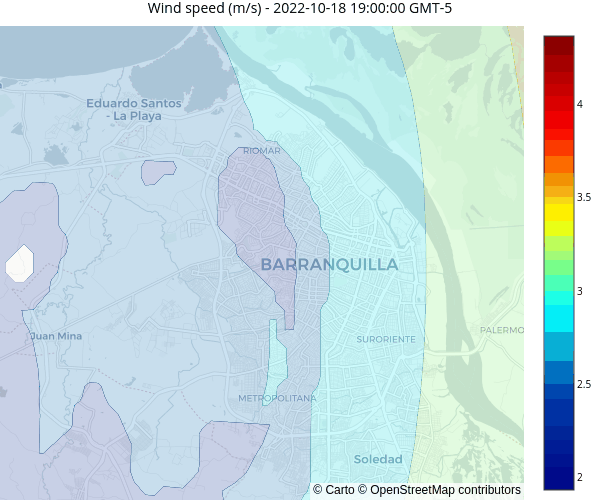 Wind speed (m/s) - 2022-10-18 19:00:00 GMT-5
Eduardo Santos
- La Playa
RIOMAR
BARRANQUILLA
Juan Mina
SURORIENTE
PALERMO
METROPOLITANA
Soledad
© Carto © OpenStreetMap contributors
4
3.5
3
2.5
2